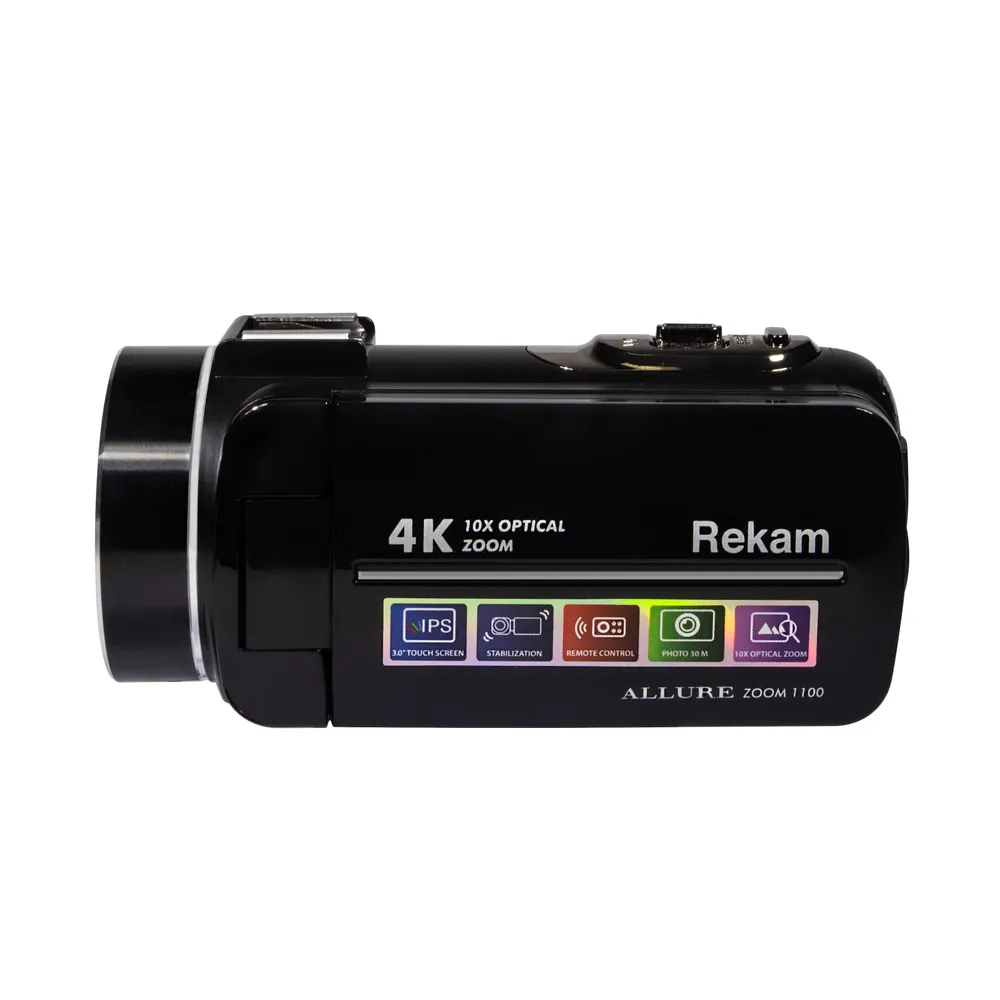 4K 10X OPTICAL
ZOOM
Rekam
IPS
3.0" TOUCH SCREEN
STABILIZATION
REMOTE CONTROL
PHOTO 30 M
10X OPTICAL ZOOM
ALLURE ZOOM 1100